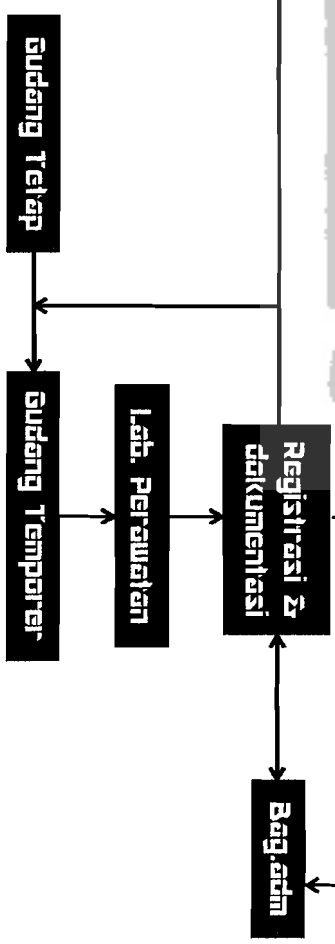 Registrasi &
dokumentasi
Bag.adm
Lab. Perawatan
Gudang Tetap
Gudang Temporer